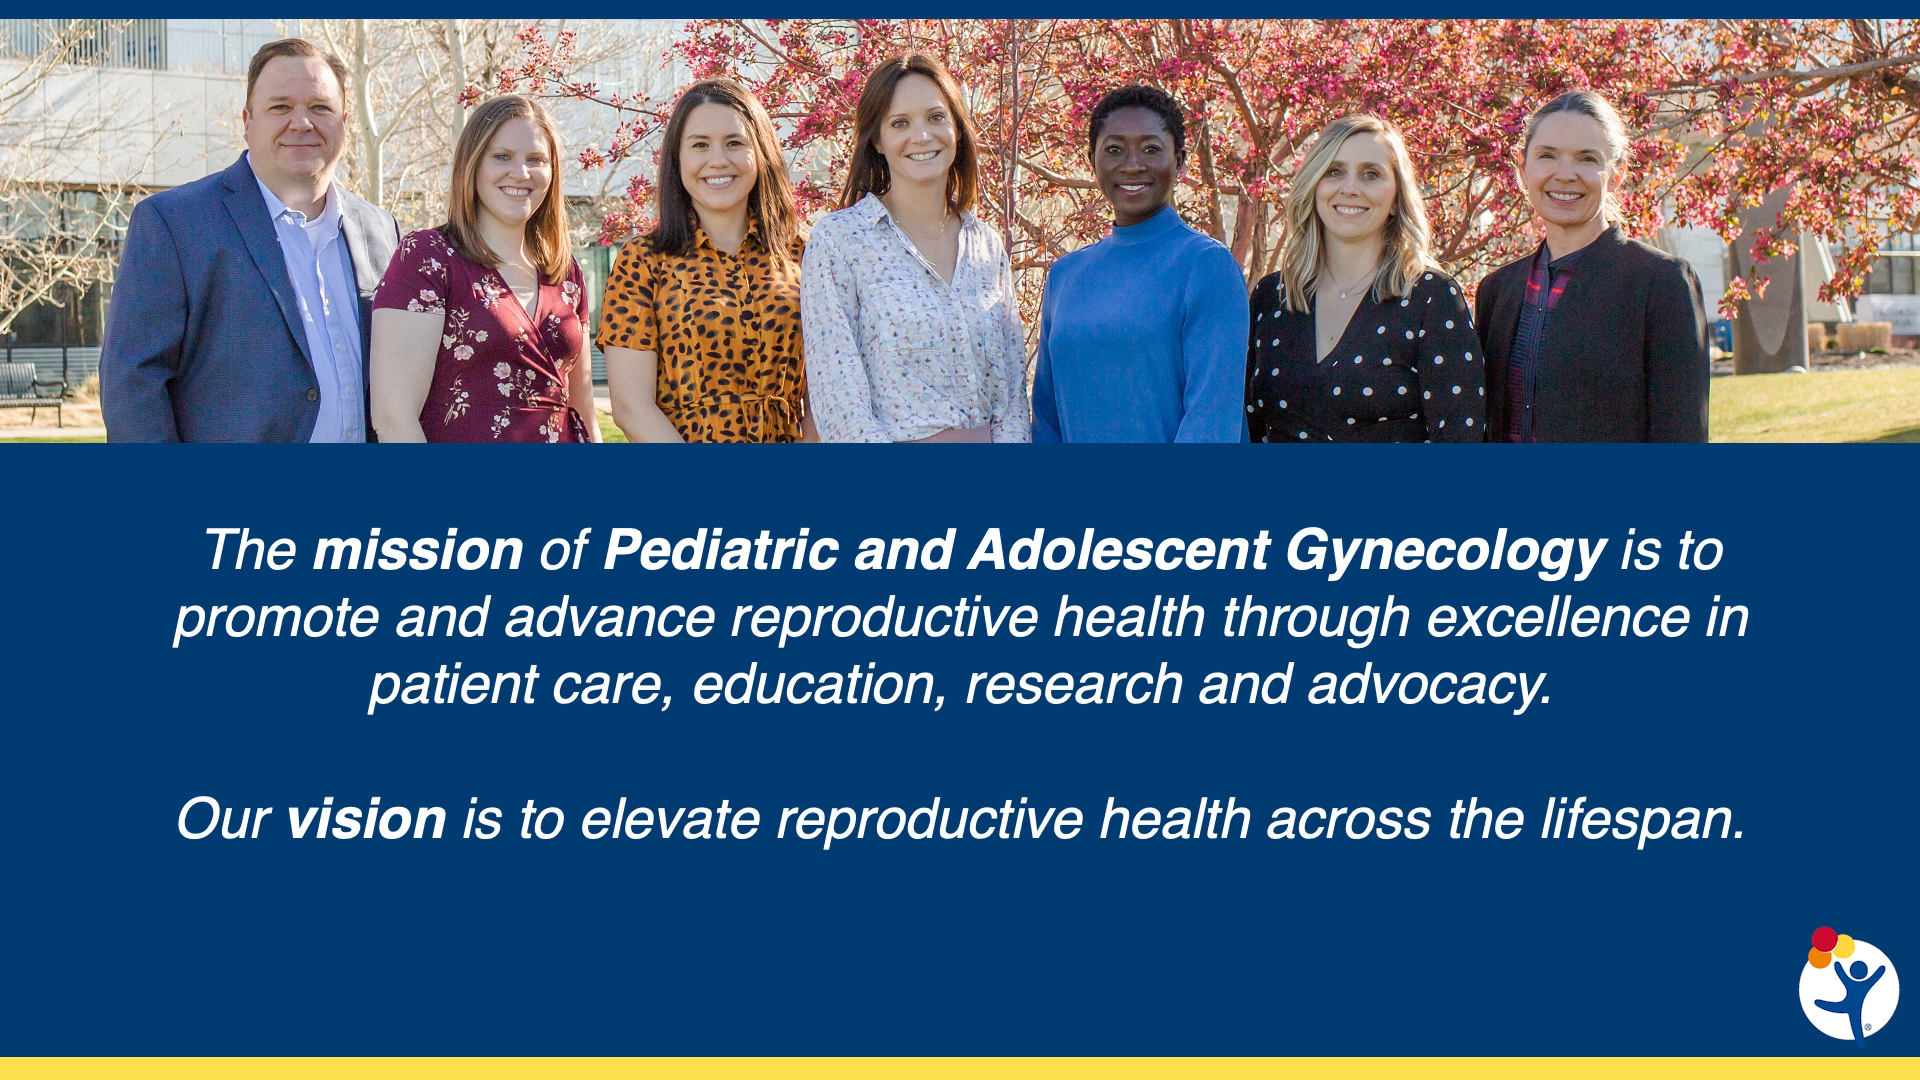 The mission of Pediatric and Adolescent Gynecology is to
promote and advance reproductive health through excellence in
patient care, education, research and advocacy.
Our vision is to elevate reproductive health across the lifespan.
®